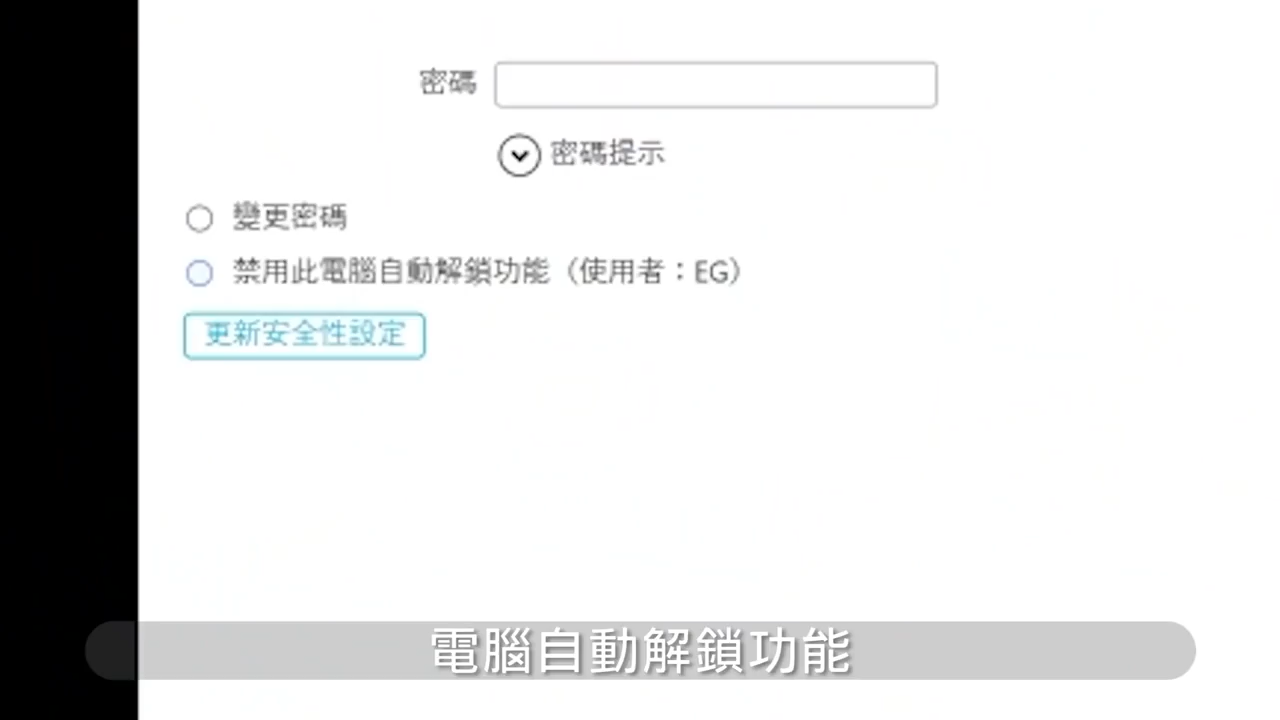 密碼
密碼提示
變更密碼
禁用此電腦自動解鎖功能（使用者：EG）
更新安全性設定
電腦自動解鎖功能